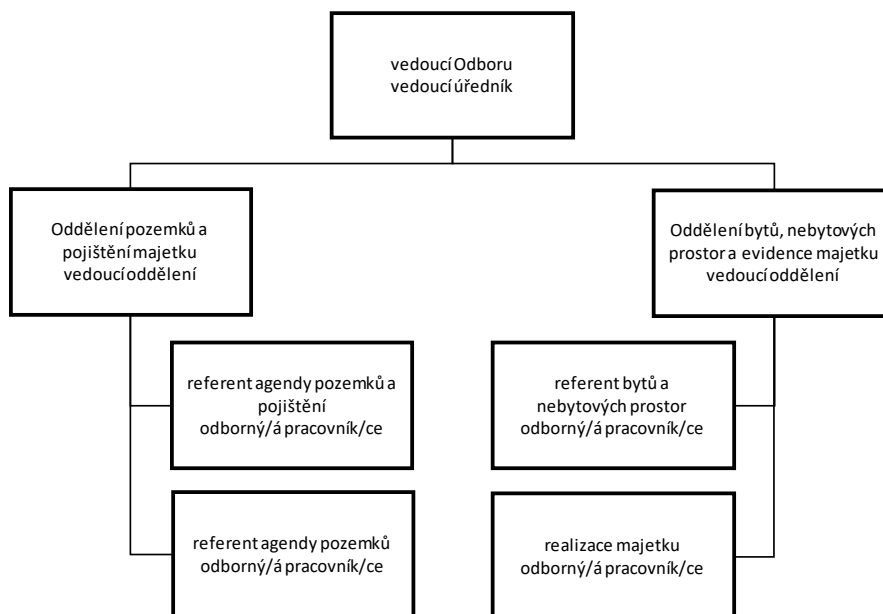 vedoucí Odboru
vedoucí úředník
Oddělení pozemků a
pojištění majetku
vedoucí oddělení
Oddělení bytů, nebytových
prostor a evidence majetku
vedoucí oddělení
referent agendy pozemků a
pojištění
odborný/á pracovník/ce
referent bytů a
nebytových prostor
odborný/á pracovník/ce
referent agendy pozemků
odborný/á pracovník/ce
realizace majetku
odborný/á pracovník/ce